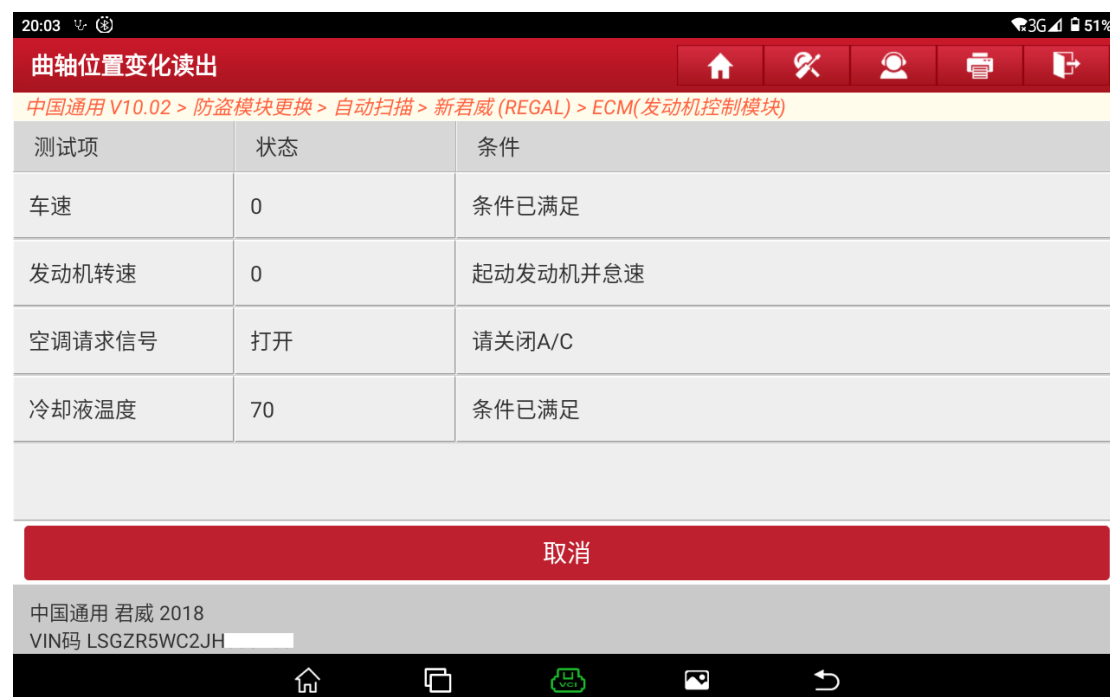 20:03 3G 51%
曲轴位置变化读出
中国通用 V10.02 > 防盗模块更换 > 自动扫描 > 新君威 (REGAL) > ECM(发动机控制模块)
测试项 状态 条件
车速 0 条件已满足
发动机转速 0 起动发动机并怠速
空调请求信号 打开 请关闭A/C
冷却液温度 70 条件已满足
取消
中国通用 君威 2018
VIN码 LSGZR5WC2JH
VCI